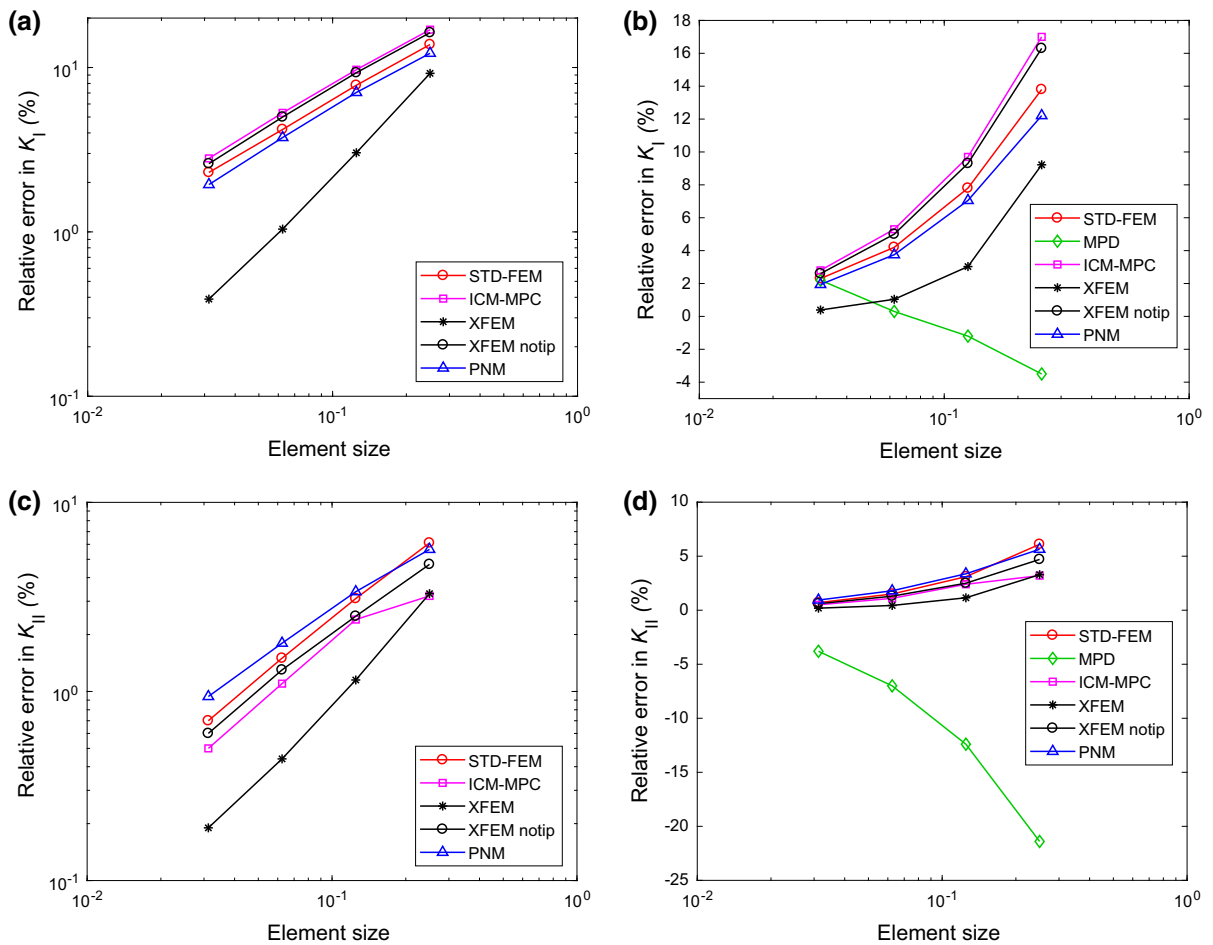 (a)
Relative error in K_I (%)
10^1
10^0
10^-1
10^-2
10^-1
10^0
Element size
STD-FEM
ICM-MPC
XFEM
XFEM notip
PNM
(b)
Relative error in K_I (%)
18
16
14
12
10
8
6
4
2
0
-2
-4
10^-2
10^-1
10^0
Element size
STD-FEM
MPD
ICM-MPC
XFEM
XFEM notip
PNM
(c)
Relative error in K_II (%)
10^1
10^0
10^-1
10^-2
10^-1
10^0
Element size
STD-FEM
ICM-MPC
XFEM
XFEM notip
PNM
(d)
Relative error in K_II (%)
10
5
0
-5
-10
-15
-20
-25
10^-2
10^-1
10^0
Element size
STD-FEM
MPD
ICM-MPC
XFEM
XFEM notip
PNM